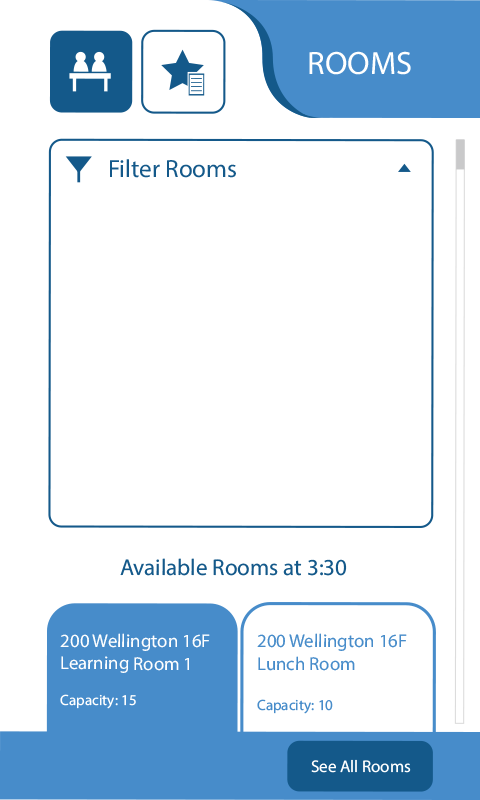 ROOMS
Filter Rooms
Available Rooms at 3:30
200 Wellington 16F
Learning Room 1
Capacity: 15
200 Wellington 16F
Lunch Room
Capacity: 10
See All Rooms